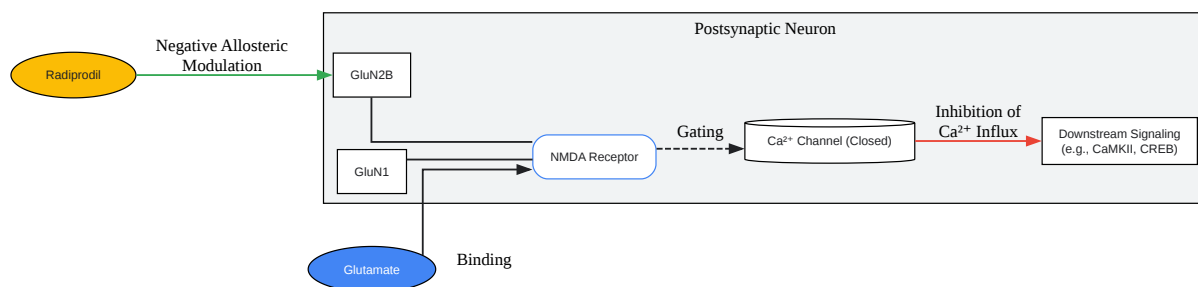 Postsynaptic Neuron
Negative Allosteric
Modulation
Radiprodil
GluN2B
Inhibition of
Ca²⁺ Influx
Gating
Ca²⁺ Channel (Closed)
Downstream Signaling
(e.g., CaMKII, CREB)
NMDA Receptor
GluN1
Binding
Glutamate